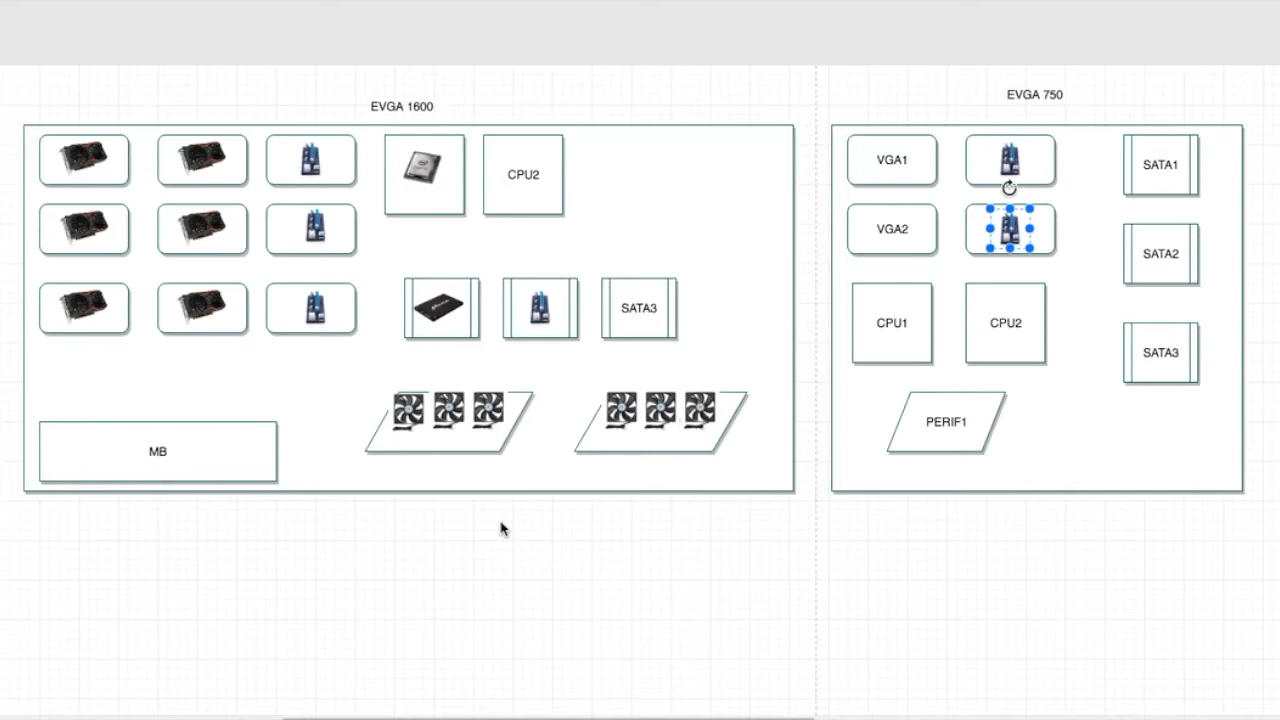 EVGA 1600
CPU2
SATA3
MB
EVGA 750
VGA1
SATA1
VGA2
SATA2
CPU1
CPU2
SATA3
PERIF1